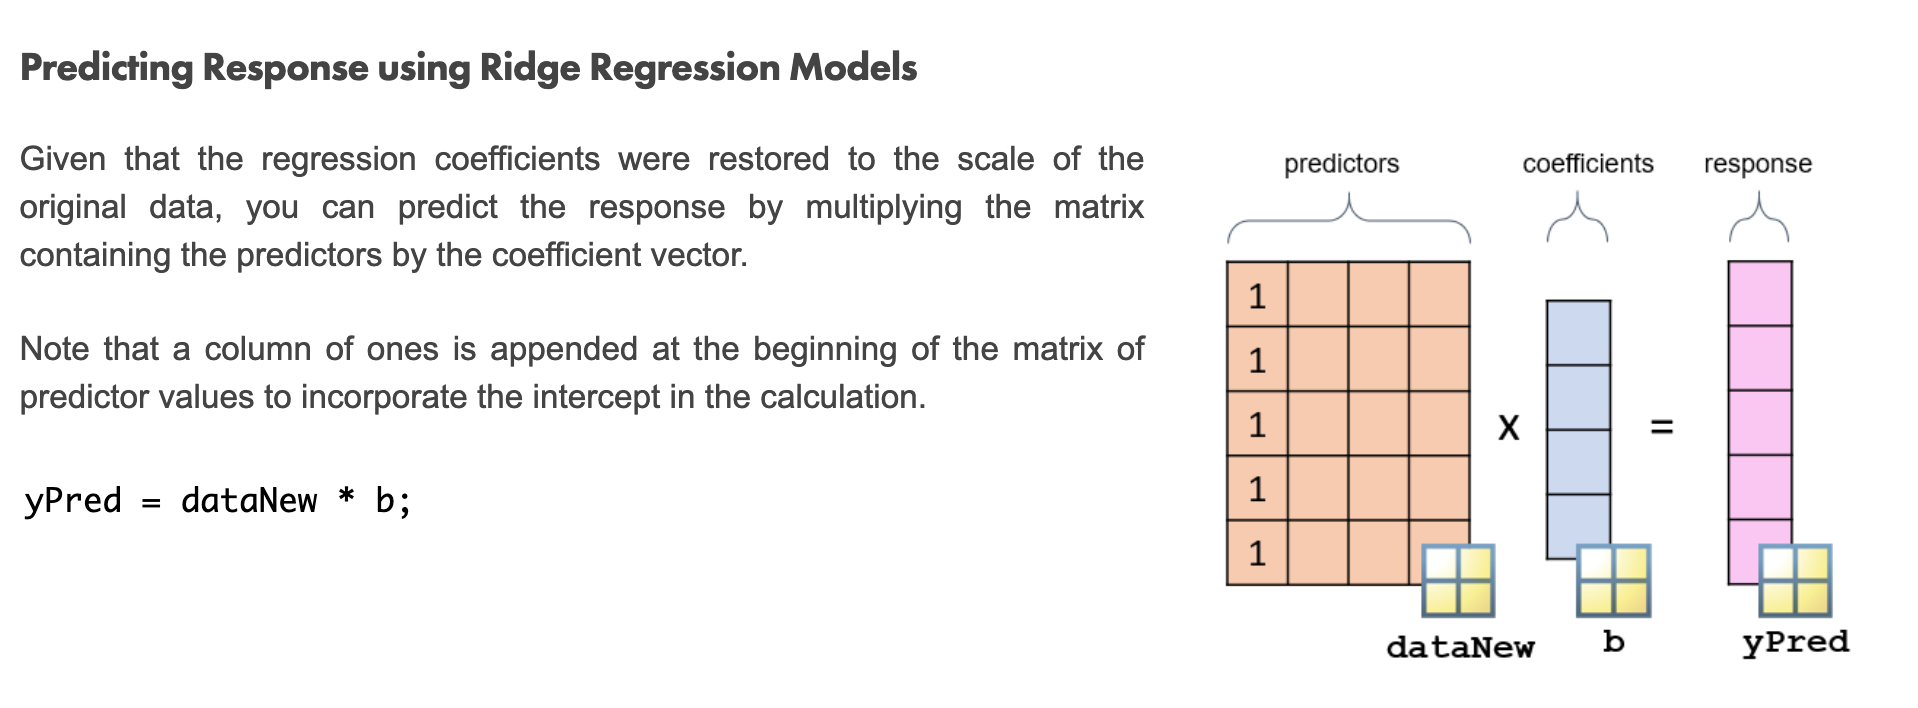 Predicting Response using Ridge Regression Models
Given that the regression coefficients were restored to the scale of the
original data, you can predict the response by multiplying the matrix
containing the predictors by the coefficient vector.
Note that a column of ones is appended at the beginning of the matrix of
predictor values to incorporate the intercept in the calculation.
yPred = dataNew * b;
predictors coefficients response
1
1
1
1
1
x =
dataNew b yPred